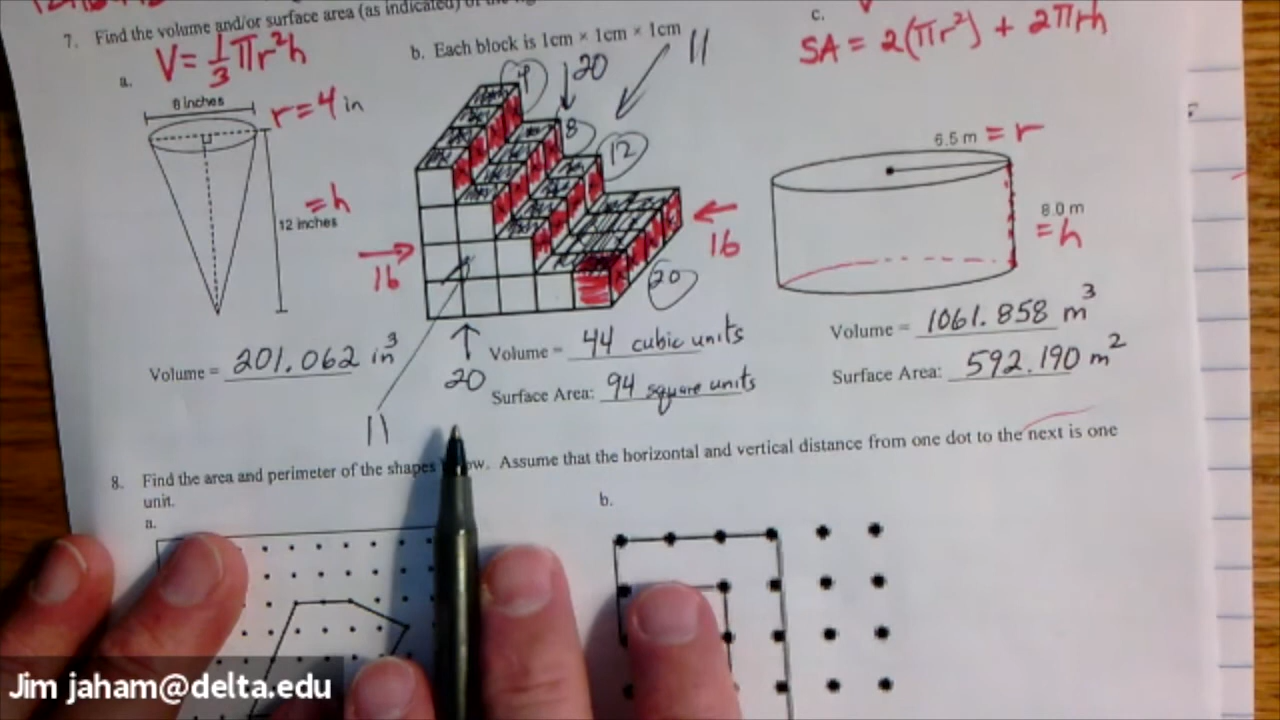 7. Find the volume and/or surface area (as indicated) of the
V = 1/3 πr²h
b. Each block is 1cm × 1cm × 1cm
11
c.
SA = 2(πr²) + 2πrh
a.
8 inches
r = 4 in
4
20
8
12
6.5 m = r
= h
12 inches
8.0 m
= h
16
16
20
Volume = 201.062 in³
20
Volume = 44 cubic units
Surface Area: 94 square units
Volume = 1061.858 m³
Surface Area: 592.190 m²
11
8. Find the area and perimeter of the shapes Assume that the horizontal and vertical distance from one dot to the next is one
unit.
a.
b.
Jim jaham@delta.edu